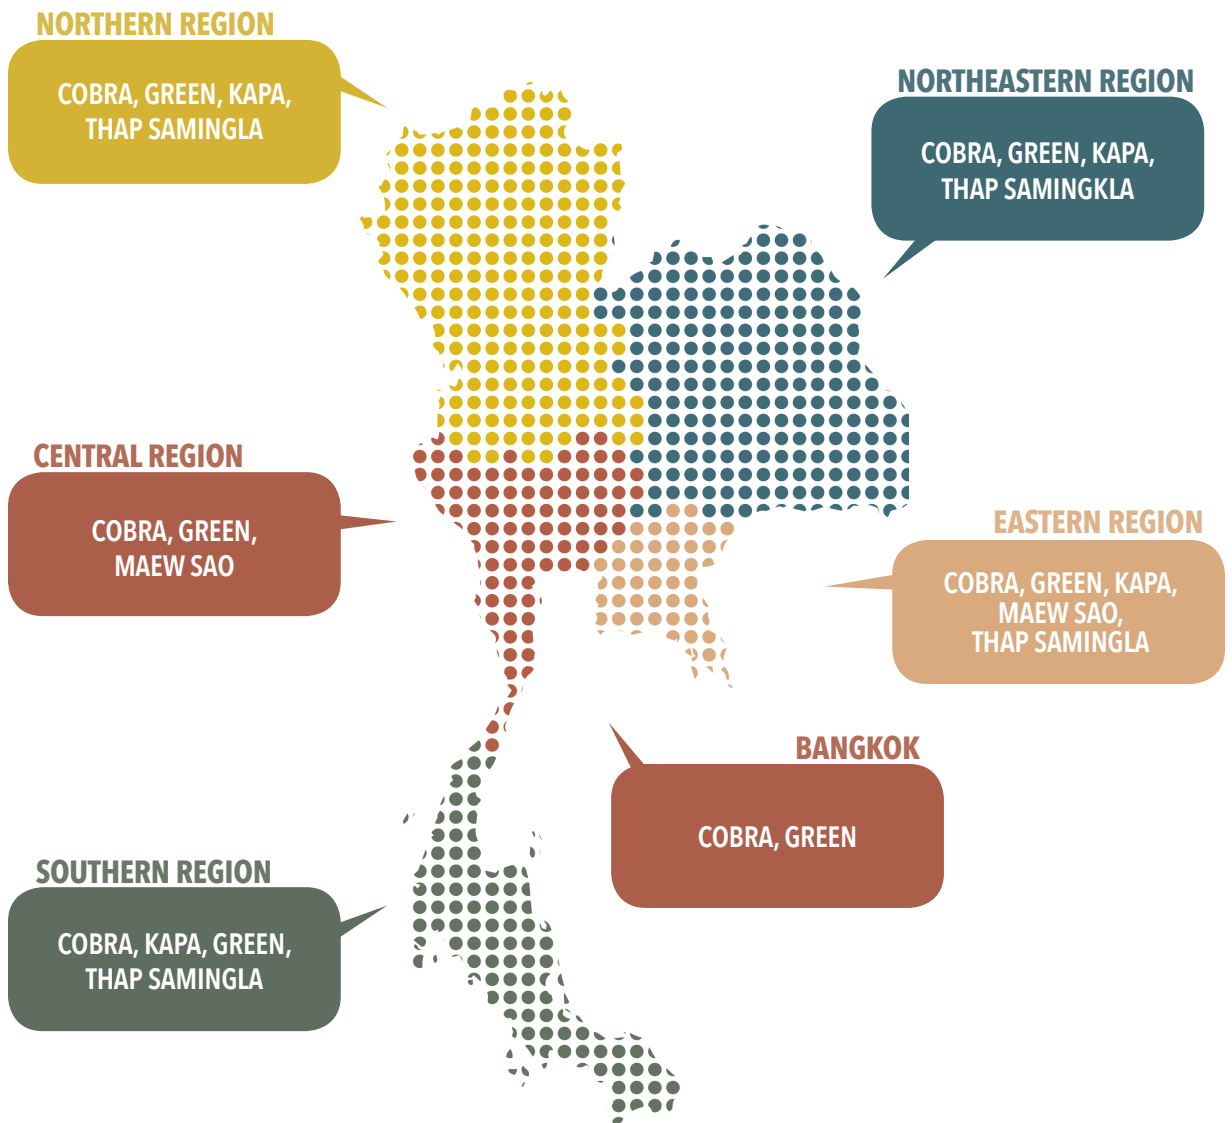 NORTHERN REGION
COBRA, GREEN, KAPA,
THAP SAMINGLA
NORTHEASTERN REGION
COBRA, GREEN, KAPA,
THAP SAMINGKLA
CENTRAL REGION
COBRA, GREEN,
MAEW SAO
EASTERN REGION
COBRA, GREEN, KAPA,
MAEW SAO,
THAP SAMINGLA
BANGKOK
COBRA, GREEN
SOUTHERN REGION
COBRA, KAPA, GREEN,
THAP SAMINGLA